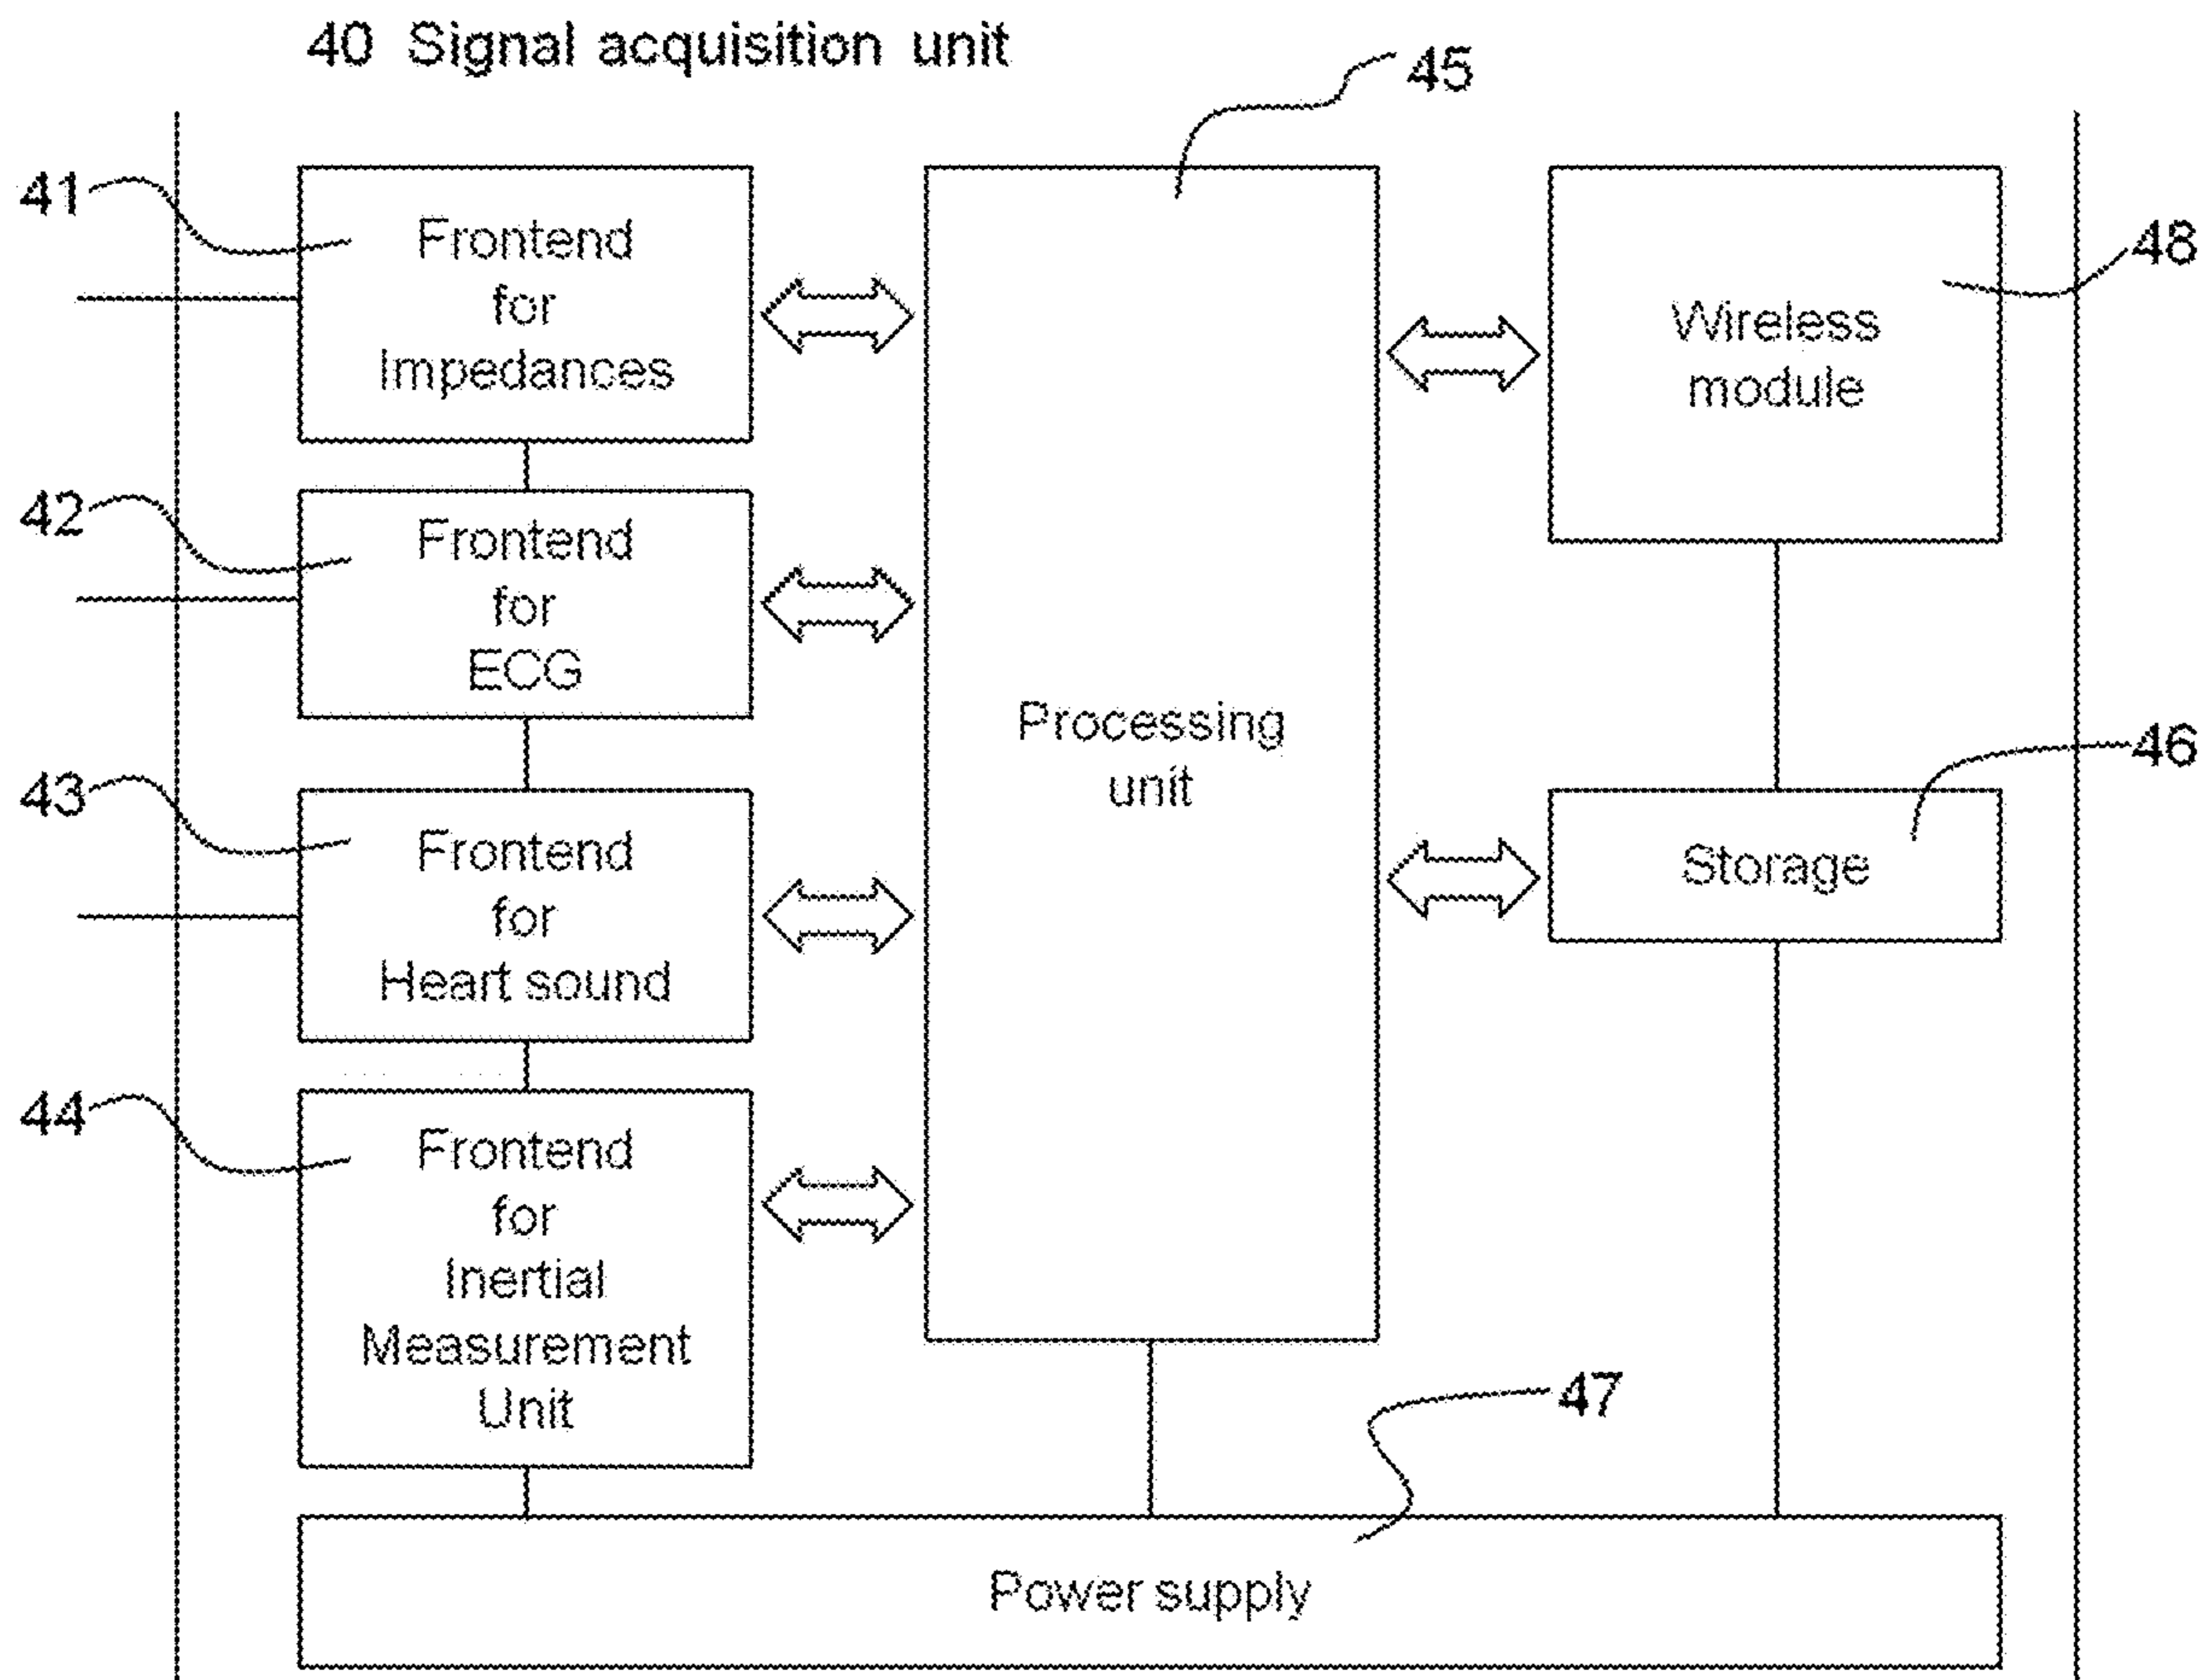 40 Signal acquisition unit
45
41
Frontend
for
Impedances
48
Wireless
module
42
Frontend
for
ECG
Processing
unit
46
Storage
43
Frontend
for
Heart sound
44
Frontend
for
Inertial
Measurement
Unit
47
Power supply